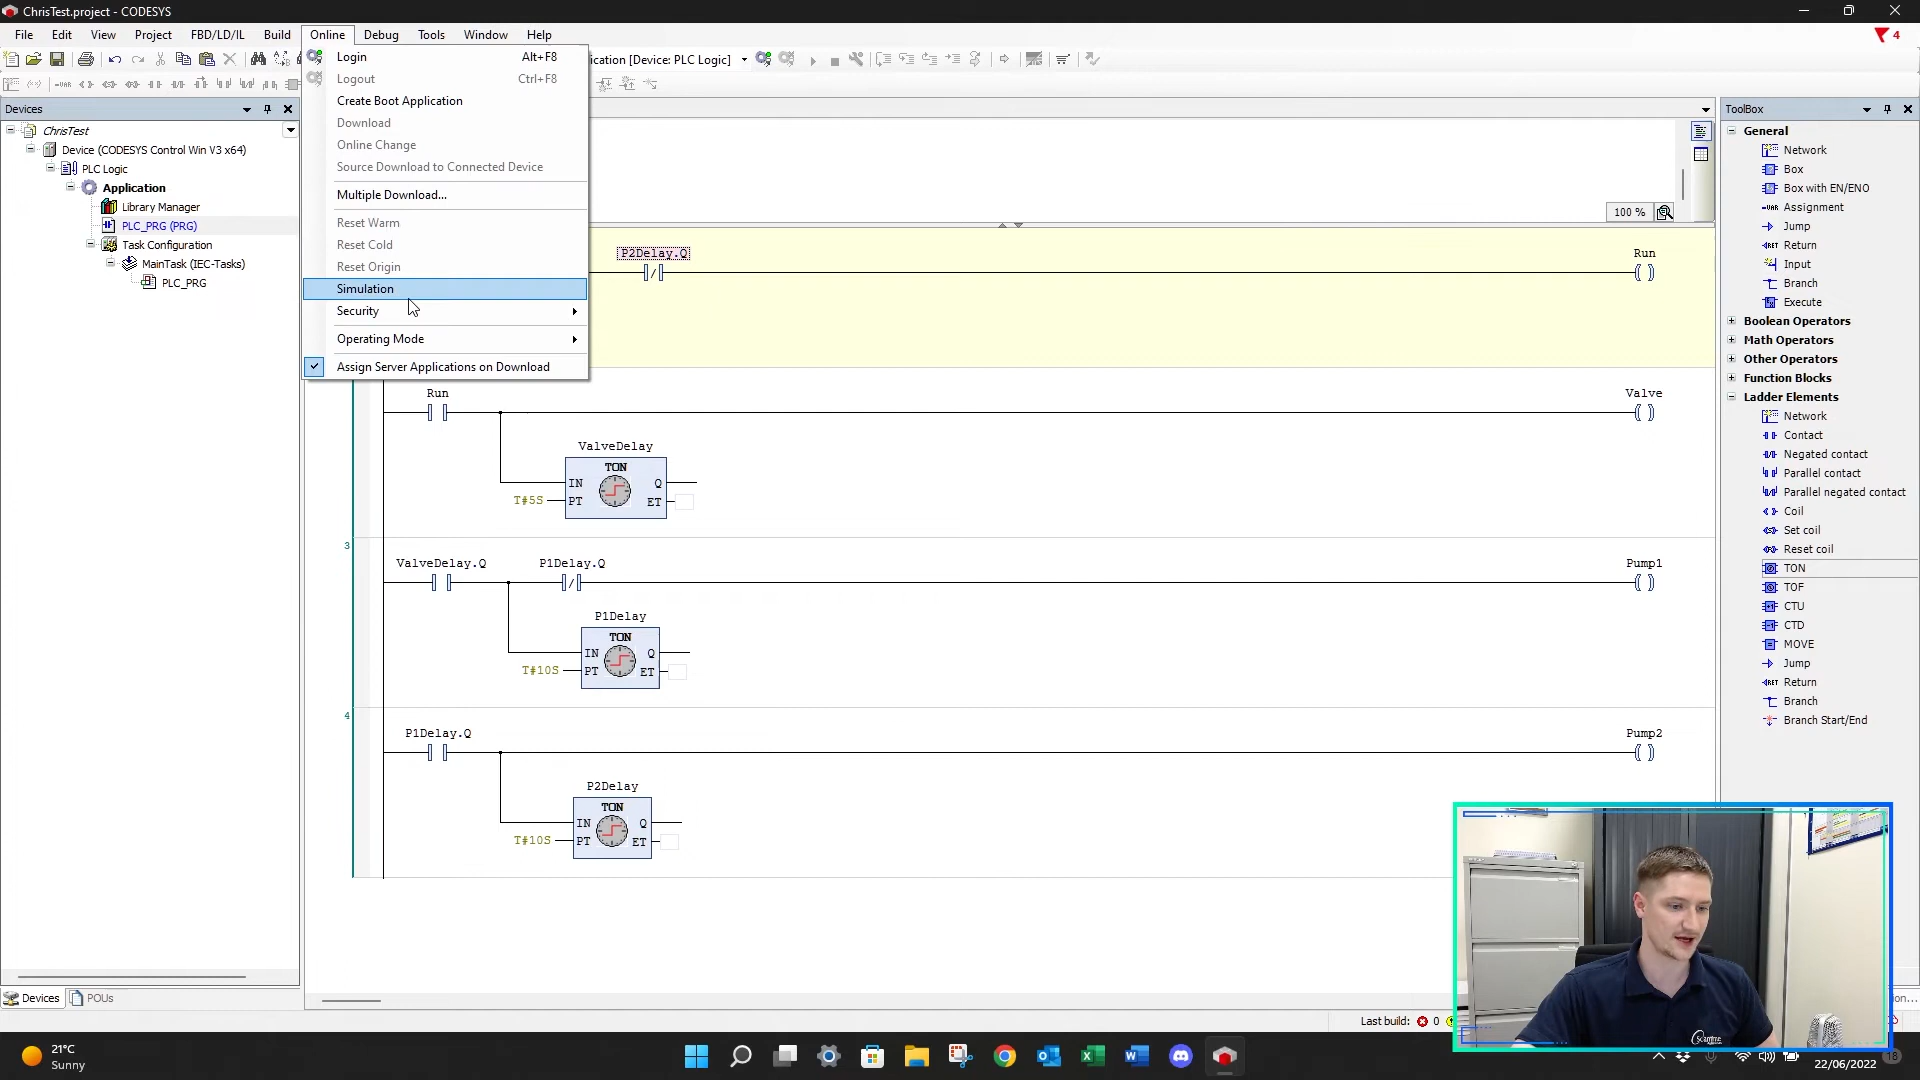 ChrisTest.project - CODESYS
File Edit View Project FBD/LD/IL Build Online Debug Tools Window Help
4
Login Alt+F8
Logout Ctrl+F8
Create Boot Application
Download
Online Change
Source Download to Connected Device
Multiple Download...
Reset Warm
Reset Cold
Reset Origin
Simulation
Security
Operating Mode
Assign Server Applications on Download
ication [Device: PLC Logic]
Devices
ChrisTest
Device (CODESYS Control Win V3 x64)
PLC Logic
Application
Library Manager
PLC_PRG (PRG)
Task Configuration
MainTask (IEC-Tasks)
PLC_PRG
Devices POUs
100 %
P2Delay.Q Run
Run Valve
ValveDelay
TON
IN Q
T#5S PT ET
3
ValveDelay.Q P1Delay.Q Pump1
P1Delay
TON
IN Q
T#10S PT ET
4
P1Delay.Q Pump2
P2Delay
TON
IN Q
T#10S PT ET
ToolBox
General
Network
Box
Box with EN/ENO
Assignment
Jump
Return
Input
Branch
Execute
Boolean Operators
Math Operators
Other Operators
Function Blocks
Ladder Elements
Network
Contact
Negated contact
Parallel contact
Parallel negated contact
Coil
Set coil
Reset coil
TON
TOF
CTU
CTD
MOVE
Jump
Return
Branch
Branch Start/End
Last build: 0
21°C
Sunny
22/06/2022
18